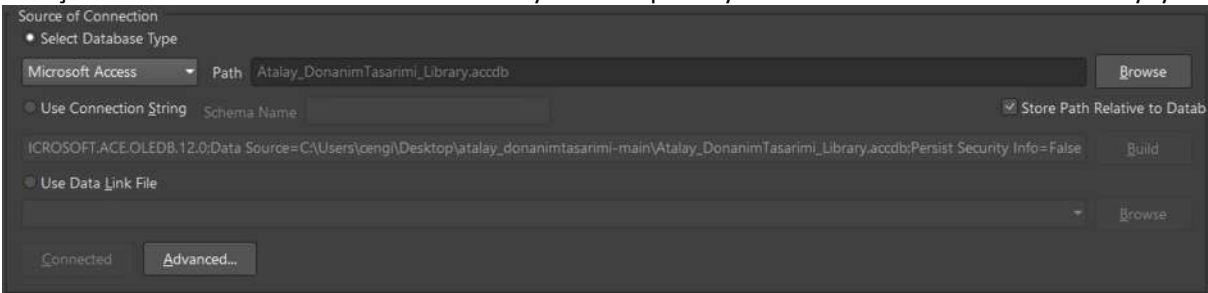 Source of Connection
Select Database Type
Microsoft Access Path Atalay_DonanimTasarimi_Library.accdb Browse
Use Connection String Schema Name Store Path Relative to Datab
ICROSOFT.ACE.OLEDB.12.0;Data Source=C:\Users\cengi\Desktop\atalay_donanimtasarimi-main\Atalay_DonanimTasarimi_Library.accdb;Persist Security Info=False Build
Use Data Link File
Browse
Connected Advanced...